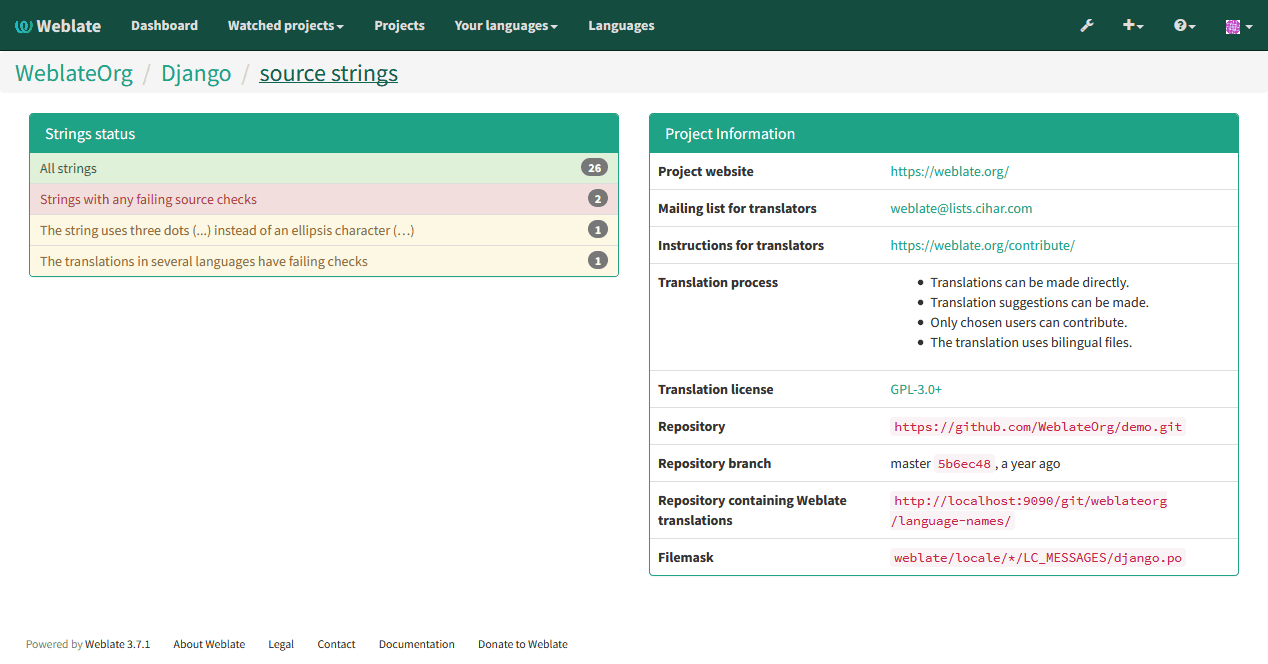 Weblate Dashboard Watched projects Projects Your languages Languages
WeblateOrg / Django / source strings
Strings status
All strings 26
Strings with any failing source checks 2
The string uses three dots (...) instead of an ellipsis character (…) 1
The translations in several languages have failing checks 1
Project Information
Project website https://weblate.org/
Mailing list for translators weblate@lists.cihar.com
Instructions for translators https://weblate.org/contribute/
Translation process
• Translations can be made directly.
• Translation suggestions can be made.
• Only chosen users can contribute.
• The translation uses bilingual files.
Translation license GPL-3.0+
Repository https://github.com/WeblateOrg/demo.git
Repository branch master 5b6ec48 , a year ago
Repository containing Weblate http://localhost:9090/git/weblateorg
translations /language-names/
Filemask weblate/locale/*/LC_MESSAGES/django.po
Powered by Weblate 3.7.1 About Weblate Legal Contact Documentation Donate to Weblate